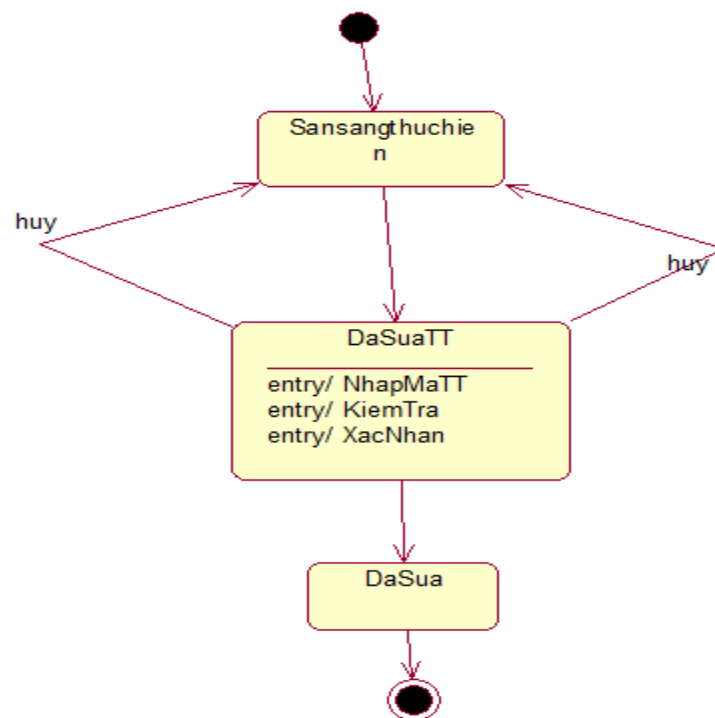 Sansangthuchie
n
huy
huy
DaSuaTT
entry/ NhapMaTT
entry/ KiemTra
entry/ XacNhan
DaSua